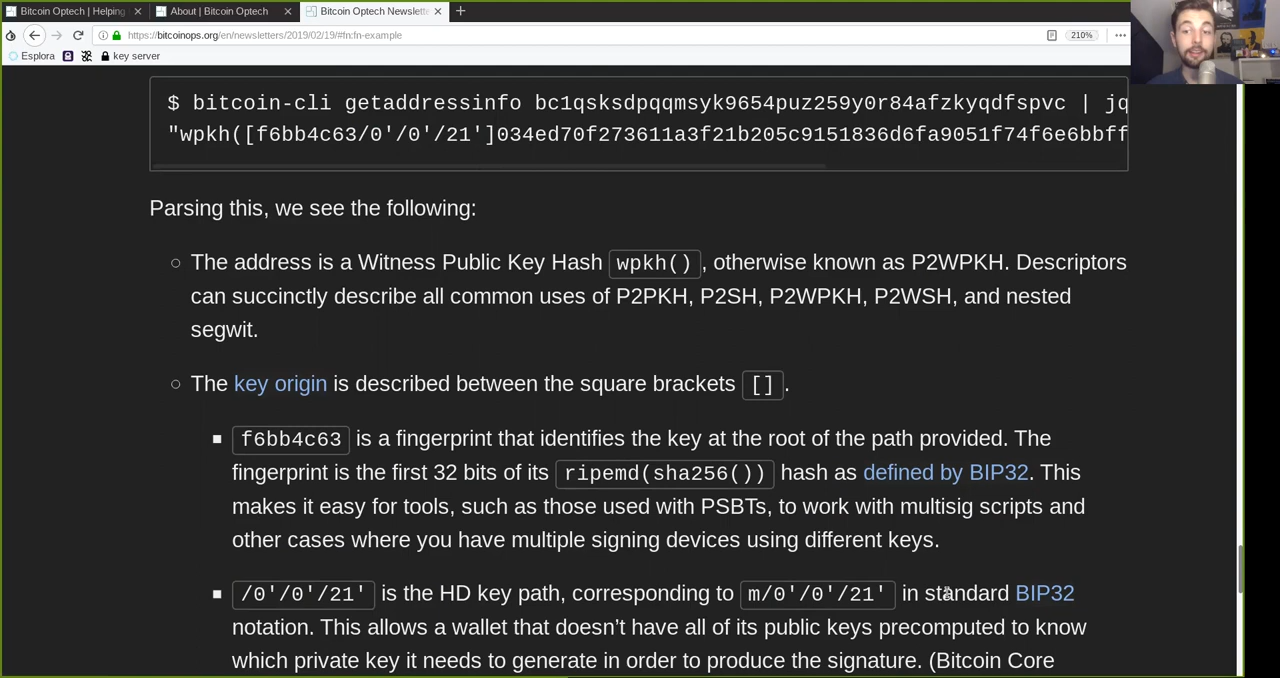 Bitcoin Optech | Helping
About | Bitcoin Optech
Bitcoin Optech Newslette
https://bitcoinops.org/en/newsletters/2019/02/19/#fn:fn-example
210%
Esplora
key server
$ bitcoin-cli getaddressinfo bc1qsksdpqqmsyk9654puz259y0r84afzkyqdfspvc | jq
"wpkh([f6bb4c63/0'/0'/21']034ed70f273611a3f21b205c9151836d6fa9051f74f6e6bbff
Parsing this, we see the following:
The address is a Witness Public Key Hash wpkh() , otherwise known as P2WPKH. Descriptors
can succinctly describe all common uses of P2PKH, P2SH, P2WPKH, P2WSH, and nested
segwit.
The key origin is described between the square brackets [] .
f6bb4c63 is a fingerprint that identifies the key at the root of the path provided. The
fingerprint is the first 32 bits of its ripemd(sha256()) hash as defined by BIP32. This
makes it easy for tools, such as those used with PSBTs, to work with multisig scripts and
other cases where you have multiple signing devices using different keys.
/0'/0'/21' is the HD key path, corresponding to m/0'/0'/21' in standard BIP32
notation. This allows a wallet that doesn't have all of its public keys precomputed to know
which private key it needs to generate in order to produce the signature. (Bitcoin Core